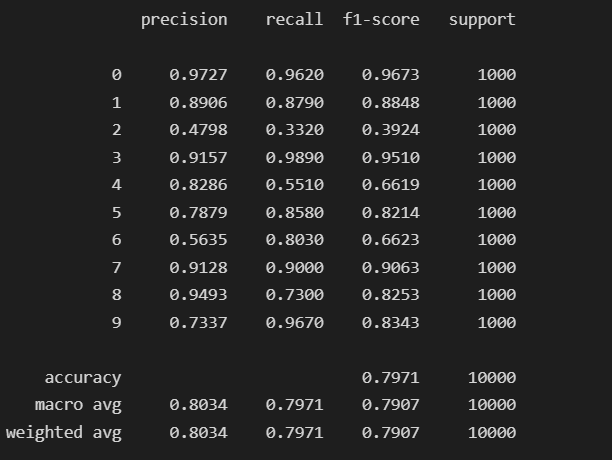 precision recall f1-score support
0 0.9727 0.9620 0.9673 1000
1 0.8906 0.8790 0.8848 1000
2 0.4798 0.3320 0.3924 1000
3 0.9157 0.9890 0.9510 1000
4 0.8286 0.5510 0.6619 1000
5 0.7879 0.8580 0.8214 1000
6 0.5635 0.8030 0.6623 1000
7 0.9128 0.9000 0.9063 1000
8 0.9493 0.7300 0.8253 1000
9 0.7337 0.9670 0.8343 1000
accuracy 0.7971 10000
macro avg 0.8034 0.7971 0.7907 10000
weighted avg 0.8034 0.7971 0.7907 10000